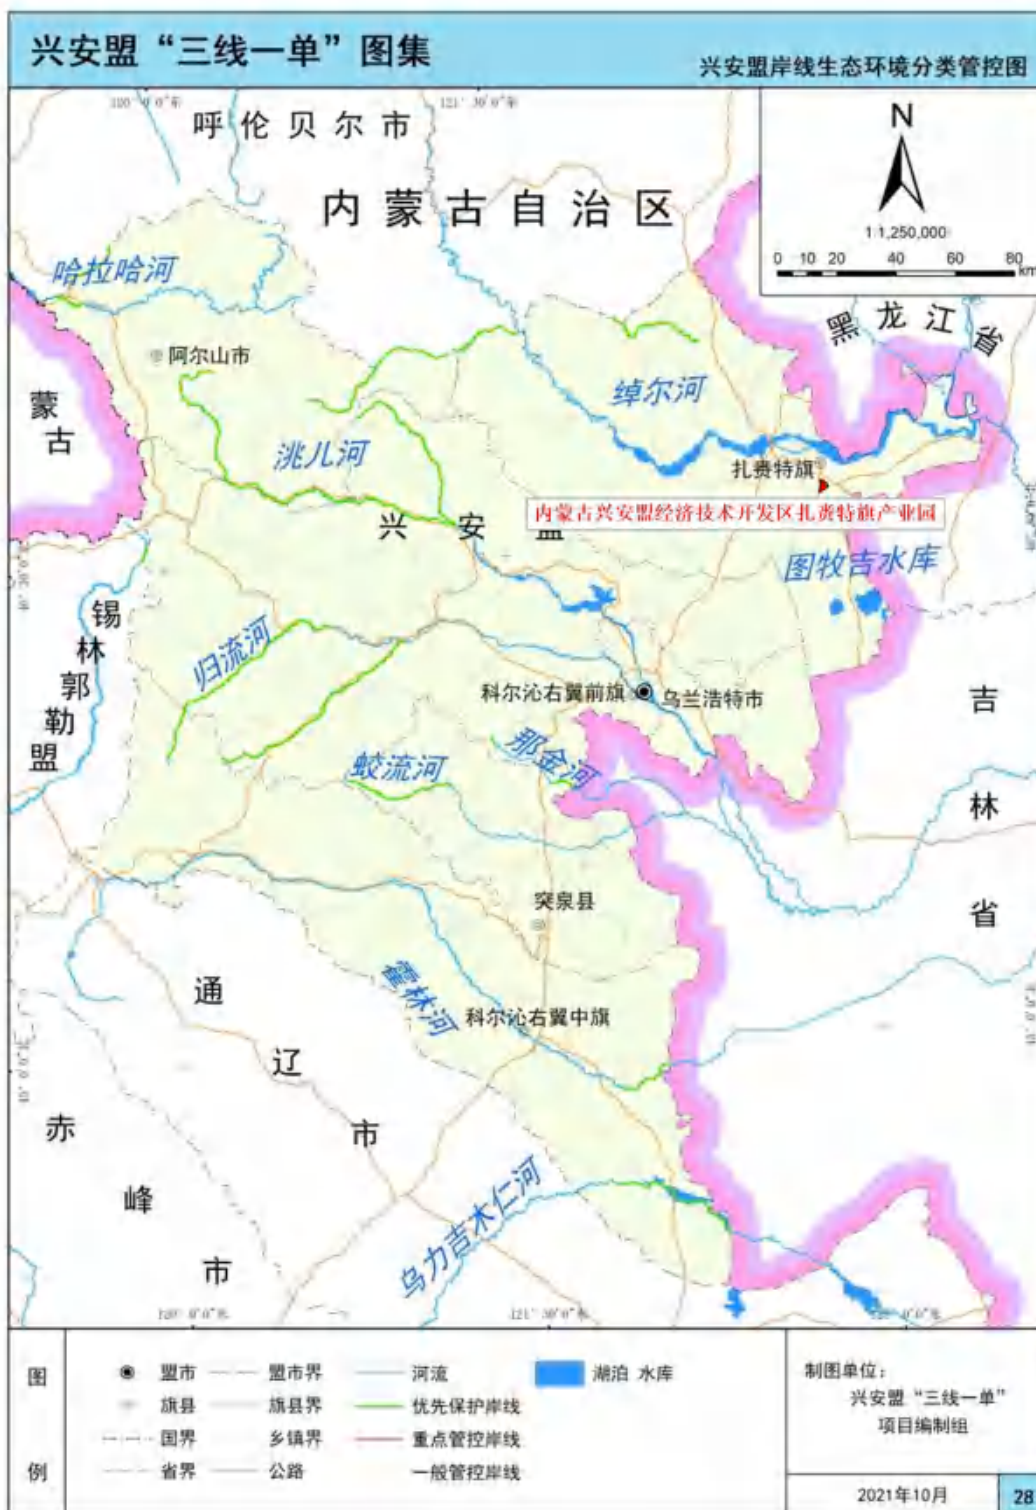 兴安盟“三线一单”图集
兴安盟岸线生态环境分类管控图
呼伦贝尔市
内蒙古自治区
N
1:1,250,000
0 10 20 40 60 80
km
哈拉哈河
黑龙江省
阿尔山市
蒙古
绰尔河
洮儿河
扎赉特旗
兴安盟
内蒙古兴安盟经济技术开发区扎赉特旗产业园
图牧吉水库
锡林郭勒盟
归流河
科尔沁右翼前旗
乌兰浩特市
吉林省
那金河
蛟流河
突泉县
霍林河
科尔沁右翼中旗
通辽市
赤峰市
乌力吉木仁河
图例
盟市
盟市界
河流
湖泊 水库
旗县
旗县界
优先保护岸线
国界
乡镇界
重点管控岸线
省界
公路
一般管控岸线
制图单位：
兴安盟“三线一单”
项目编制组
2021年10月
28